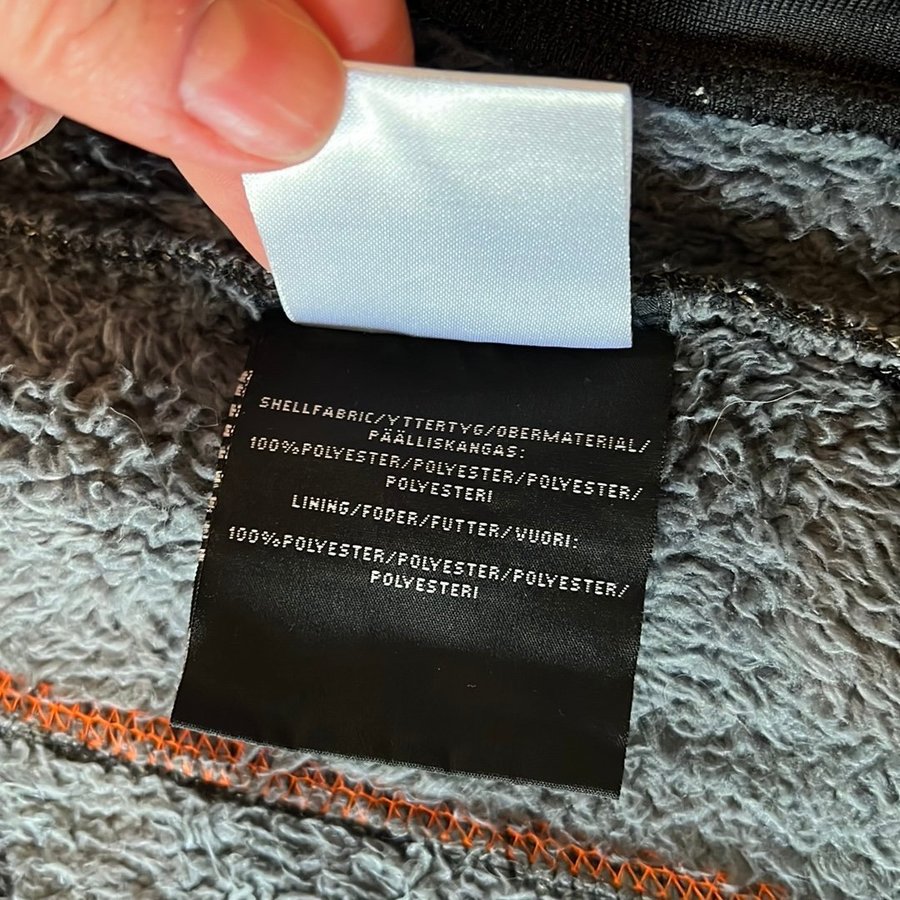 SHELLFABRIC/YTTERTYG/OBERMATERIAL/
PÄÄLLISKANGAS:
100%POLYESTER/POLYESTER/POLYESTER/
POLYESTERI
LINING/FODER/FUTTER/VUORI:
100%POLYESTER/POLYESTER/POLYESTER/
POLYESTERI